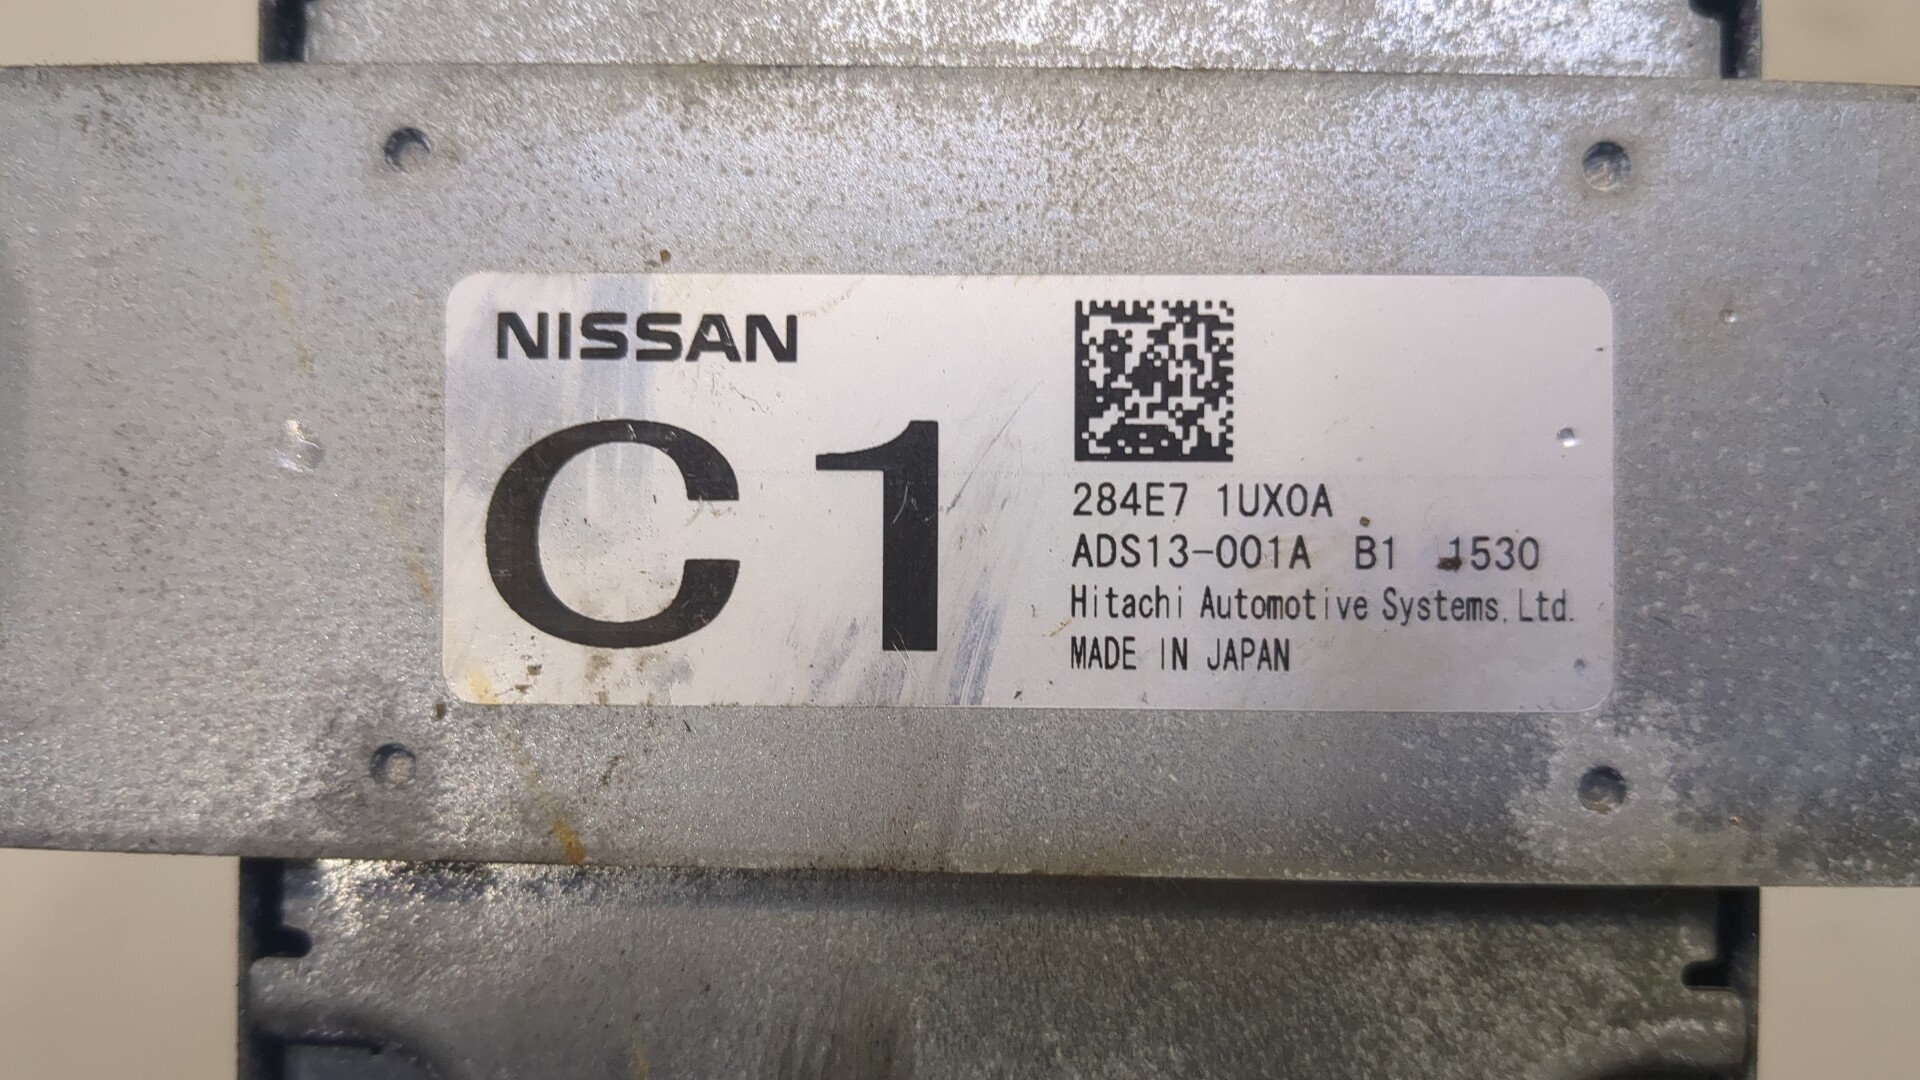 NISSAN
C1
284E7 1UX0A
ADS13-001A B1 1530
Hitachi Automotive Systems,Ltd.
MADE IN JAPAN